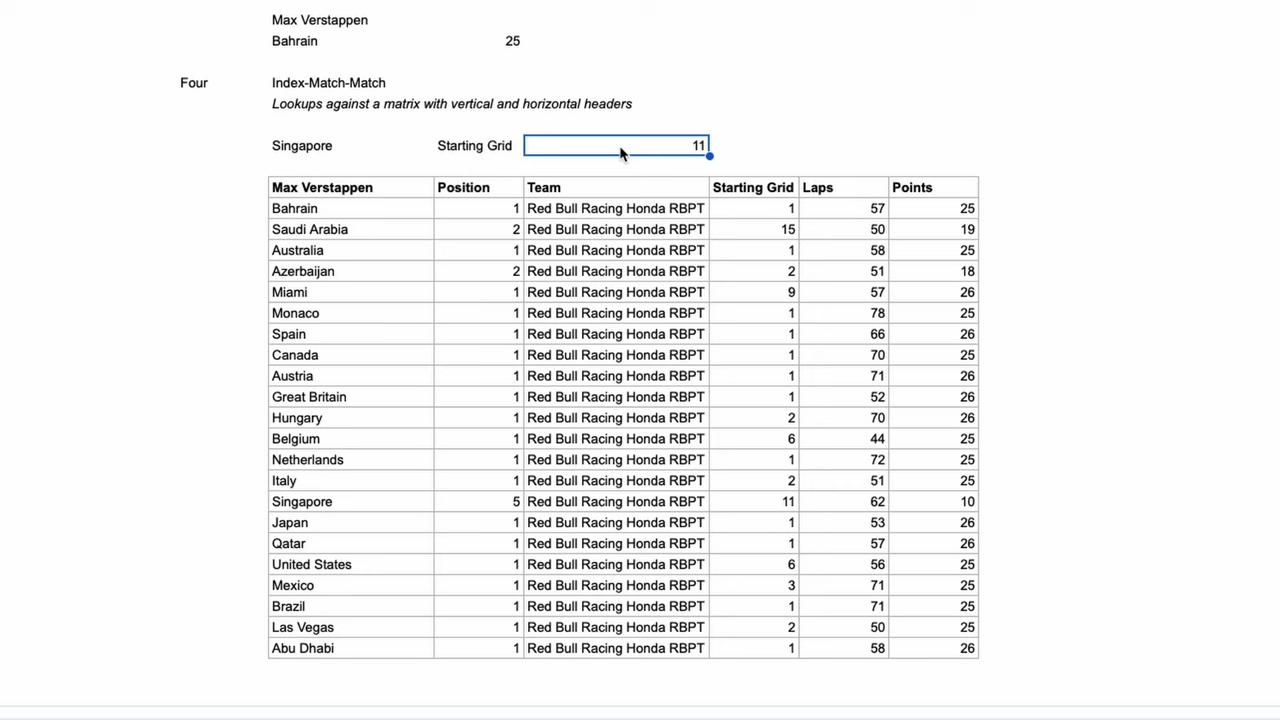 Max Verstappen
Bahrain 25
Four Index-Match-Match
Lookups against a matrix with vertical and horizontal headers
Singapore Starting Grid 11
Max Verstappen Position Team Starting Grid Laps Points
Bahrain 1 Red Bull Racing Honda RBPT 1 57 25
Saudi Arabia 2 Red Bull Racing Honda RBPT 15 50 19
Australia 1 Red Bull Racing Honda RBPT 1 58 25
Azerbaijan 2 Red Bull Racing Honda RBPT 2 51 18
Miami 1 Red Bull Racing Honda RBPT 9 57 26
Monaco 1 Red Bull Racing Honda RBPT 1 78 25
Spain 1 Red Bull Racing Honda RBPT 1 66 26
Canada 1 Red Bull Racing Honda RBPT 1 70 25
Austria 1 Red Bull Racing Honda RBPT 1 71 26
Great Britain 1 Red Bull Racing Honda RBPT 1 52 26
Hungary 1 Red Bull Racing Honda RBPT 2 70 26
Belgium 1 Red Bull Racing Honda RBPT 6 44 25
Netherlands 1 Red Bull Racing Honda RBPT 1 72 25
Italy 1 Red Bull Racing Honda RBPT 2 51 25
Singapore 5 Red Bull Racing Honda RBPT 11 62 10
Japan 1 Red Bull Racing Honda RBPT 1 53 26
Qatar 1 Red Bull Racing Honda RBPT 1 57 26
United States 1 Red Bull Racing Honda RBPT 6 56 25
Mexico 1 Red Bull Racing Honda RBPT 3 71 25
Brazil 1 Red Bull Racing Honda RBPT 1 71 25
Las Vegas 1 Red Bull Racing Honda RBPT 2 50 25
Abu Dhabi 1 Red Bull Racing Honda RBPT 1 58 26